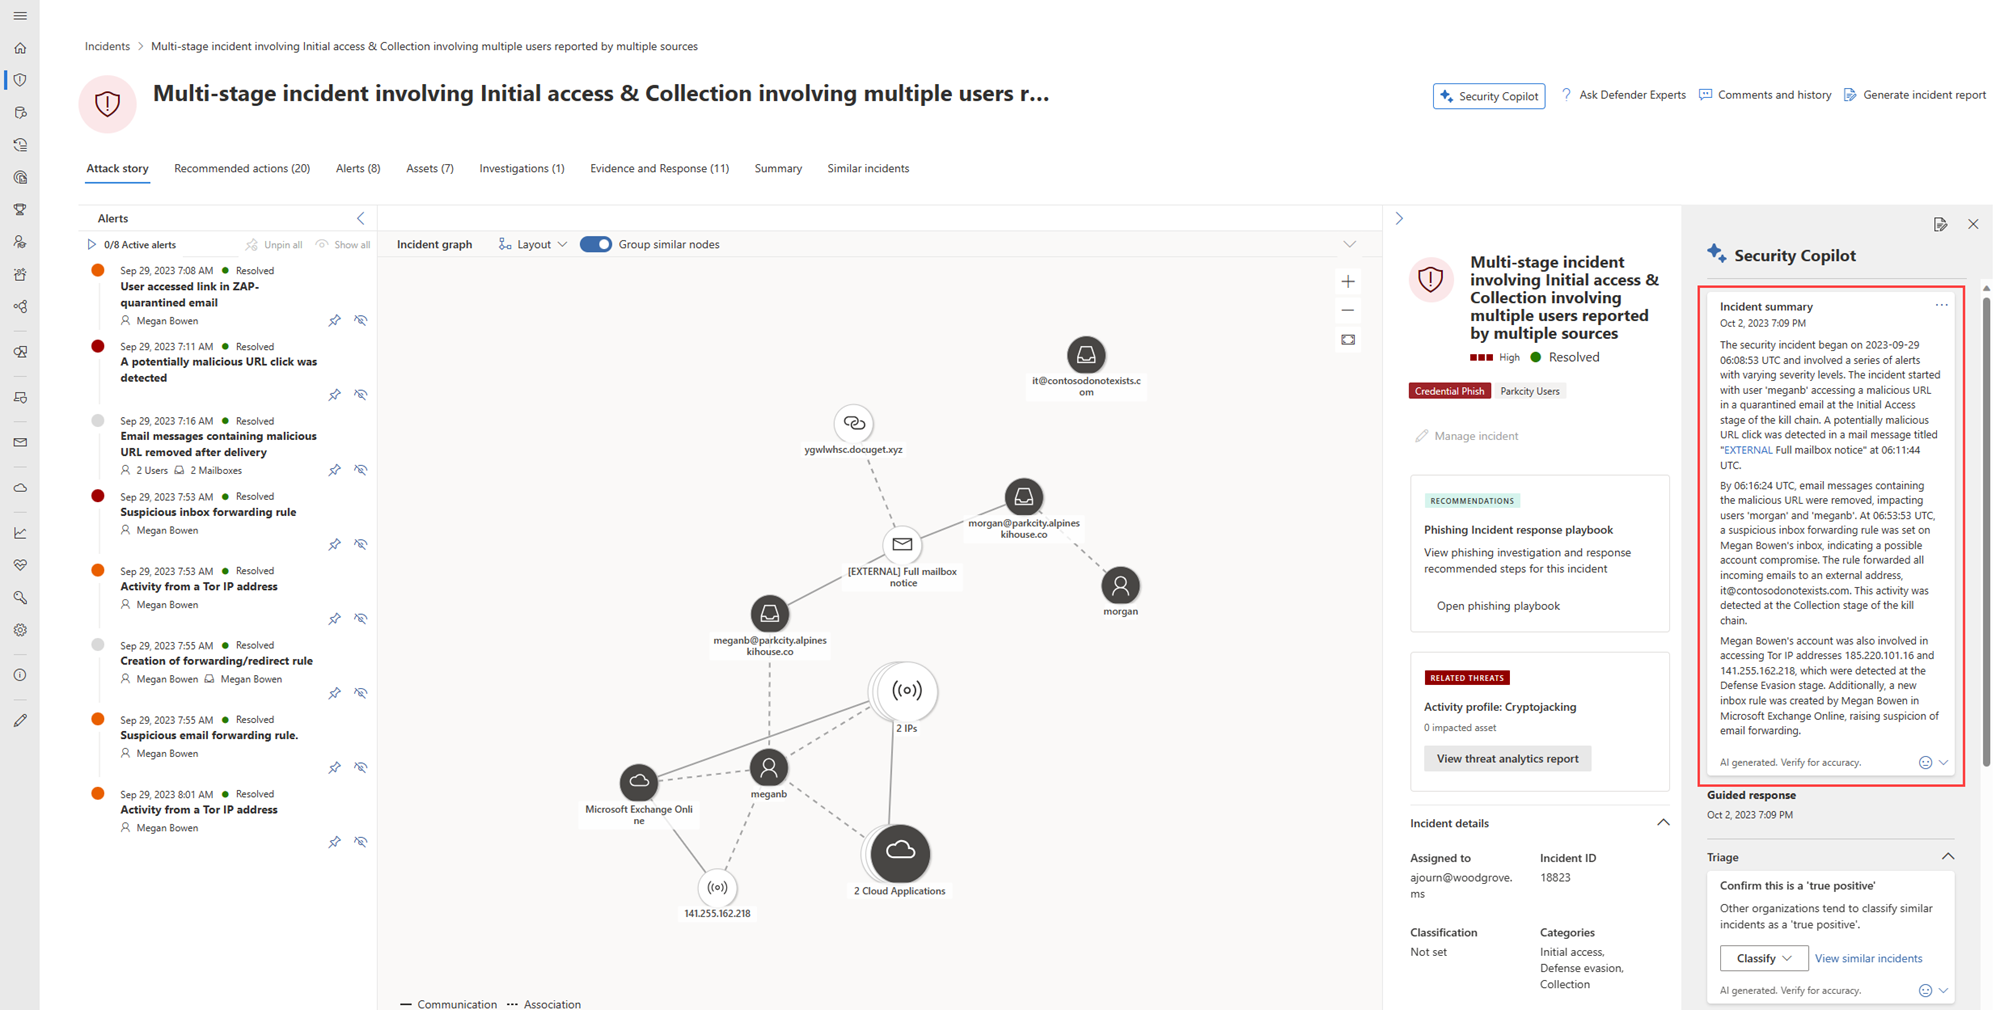 Incidents > Multi-stage incident involving Initial access & Collection involving multiple users reported by multiple sources
Multi-stage incident involving Initial access & Collection involving multiple users r...
Security Copilot
Ask Defender Experts
Comments and history
Generate incident report
Attack story
Recommended actions (20)
Alerts (8)
Assets (7)
Investigations (1)
Evidence and Response (11)
Summary
Similar incidents
Alerts
0/8 Active alerts
Unpin all
Show all
Sep 29, 2023 7:08 AM Resolved
User accessed link in ZAP-
quarantined email
Megan Bowen
Sep 29, 2023 7:11 AM Resolved
A potentially malicious URL click was
detected
Sep 29, 2023 7:16 AM Resolved
Email messages containing malicious
URL removed after delivery
2 Users 2 Mailboxes
Sep 29, 2023 7:53 AM Resolved
Suspicious inbox forwarding rule
Megan Bowen
Sep 29, 2023 7:53 AM Resolved
Activity from a Tor IP address
Megan Bowen
Sep 29, 2023 7:55 AM Resolved
Creation of forwarding/redirect rule
Megan Bowen Megan Bowen
Sep 29, 2023 7:55 AM Resolved
Suspicious email forwarding rule.
Megan Bowen
Sep 29, 2023 8:01 AM Resolved
Activity from a Tor IP address
Megan Bowen
Incident graph
Layout
Group similar nodes
it@contosodonotexists.c
om
ygwlwhsc.docuget.xyz
morgan@parkcity.alpines
kihouse.co
[EXTERNAL] Full mailbox
notice
morgan
meganb@parkcity.alpines
kihouse.co
2 IPs
meganb
Microsoft Exchange Onli
ne
2 Cloud Applications
141.255.162.218
Communication
Association
Multi-stage incident
involving Initial access &
Collection involving
multiple users reported
by multiple sources
High Resolved
Credential Phish
Parkcity Users
Manage incident
RECOMMENDATIONS
Phishing Incident response playbook
View phishing investigation and response
recommended steps for this incident
Open phishing playbook
RELATED THREATS
Activity profile: Cryptojacking
0 impacted asset
View threat analytics report
Incident details
Assigned to
ajourn@woodgrove.
ms
Incident ID
18823
Classification
Not set
Categories
Initial access,
Defense evasion,
Collection
Security Copilot
Incident summary
Oct 2, 2023 7:09 PM
The security incident began on 2023-09-29
06:08:53 UTC and involved a series of alerts
with varying severity levels. The incident started
with user 'meganb' accessing a malicious URL
in a quarantined email at the Initial Access
stage of the kill chain. A potentially malicious
URL click was detected in a mail message titled
"EXTERNAL Full mailbox notice" at 06:11:44
UTC.
By 06:16:24 UTC, email messages containing
the malicious URL were removed, impacting
users 'morgan' and 'meganb'. At 06:53:53 UTC,
a suspicious inbox forwarding rule was set on
Megan Bowen's inbox, indicating a possible
account compromise. The rule forwarded all
incoming emails to an external address,
it@contosodonotexists.com. This activity was
detected at the Collection stage of the kill
chain.
Megan Bowen's account was also involved in
accessing Tor IP addresses 185.220.101.16 and
141.255.162.218, which were detected at the
Defense Evasion stage. Additionally, a new
inbox rule was created by Megan Bowen in
Microsoft Exchange Online, raising suspicion of
email forwarding.
AI generated. Verify for accuracy.
Guided response
Oct 2, 2023 7:09 PM
Triage
Confirm this is a 'true positive'
Other organizations tend to classify similar
incidents as a 'true positive'.
Classify
View similar incidents
AI generated. Verify for accuracy.